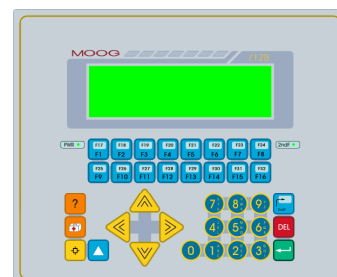 MOOG
PWR 2ndF
F17 F18 F19 F20 F21 F22 F23 F24
F1 F2 F3 F4 F5 F6 F7 F8
F25 F26 F27 F28 F29 F30 F31 F32
F9 F10 F11 F12 F13 F14 F15 F16
?
7 8 9
4 5 6 DEL
0 1 2 3